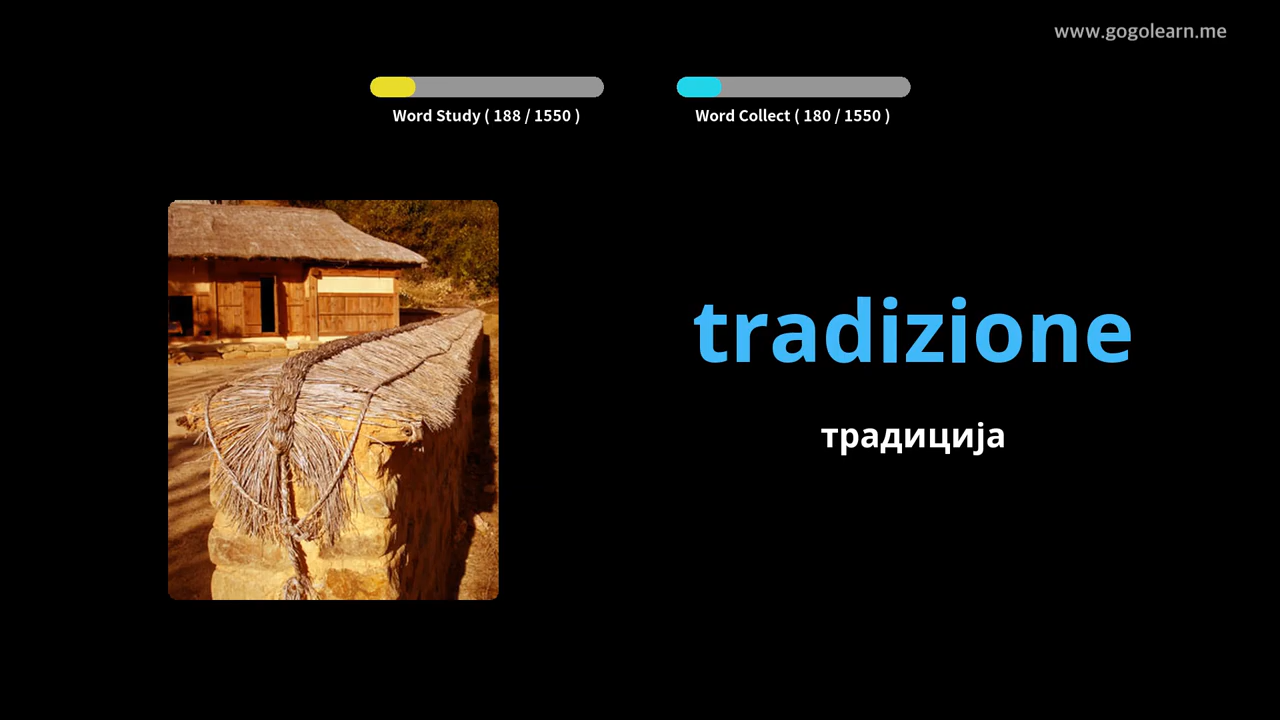 www.gogolearn.me
Word Study ( 188 / 1550 )
Word Collect ( 180 / 1550 )
tradizione
традиција